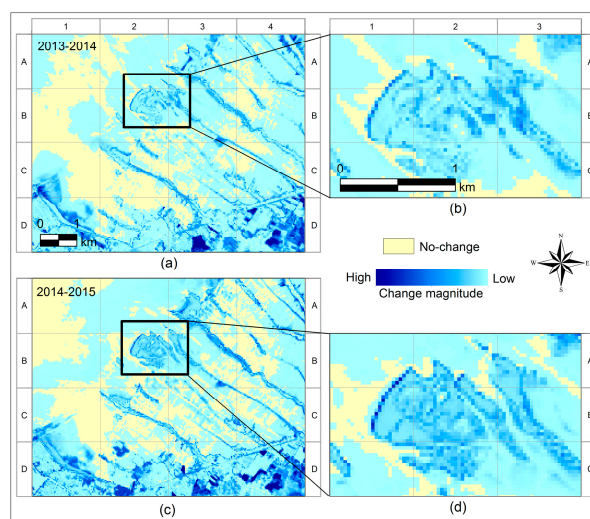 1 2 3 4
2013-2014
A
B
C
D
0 1
km
(a)
1 2 3
A
B
C
0 1
km
(b)
No-change
High Low
Change magnitude
N
W E
S
2014-2015
A
B
C
D
(c)
A
B
C
D
A
B
(d)